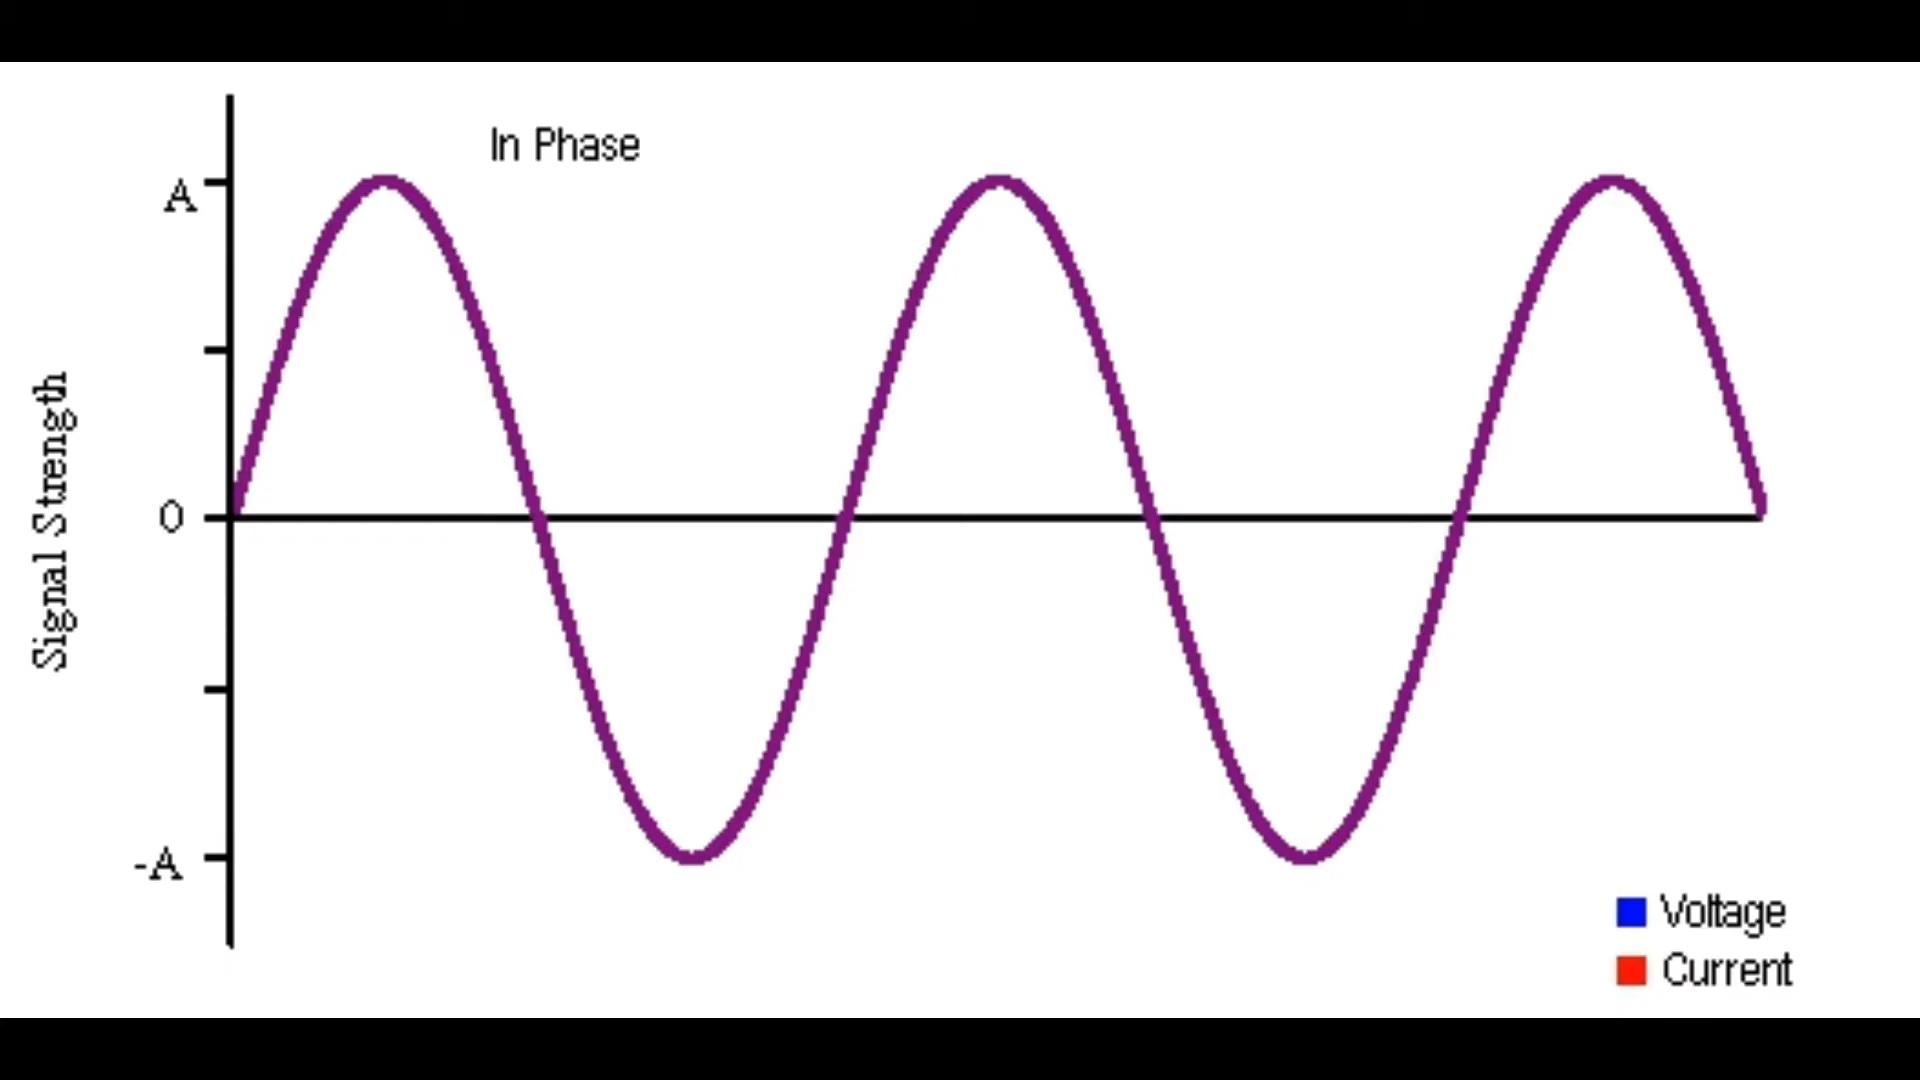 In Phase
A
Signal Strength
0
-A
Voltage
Current